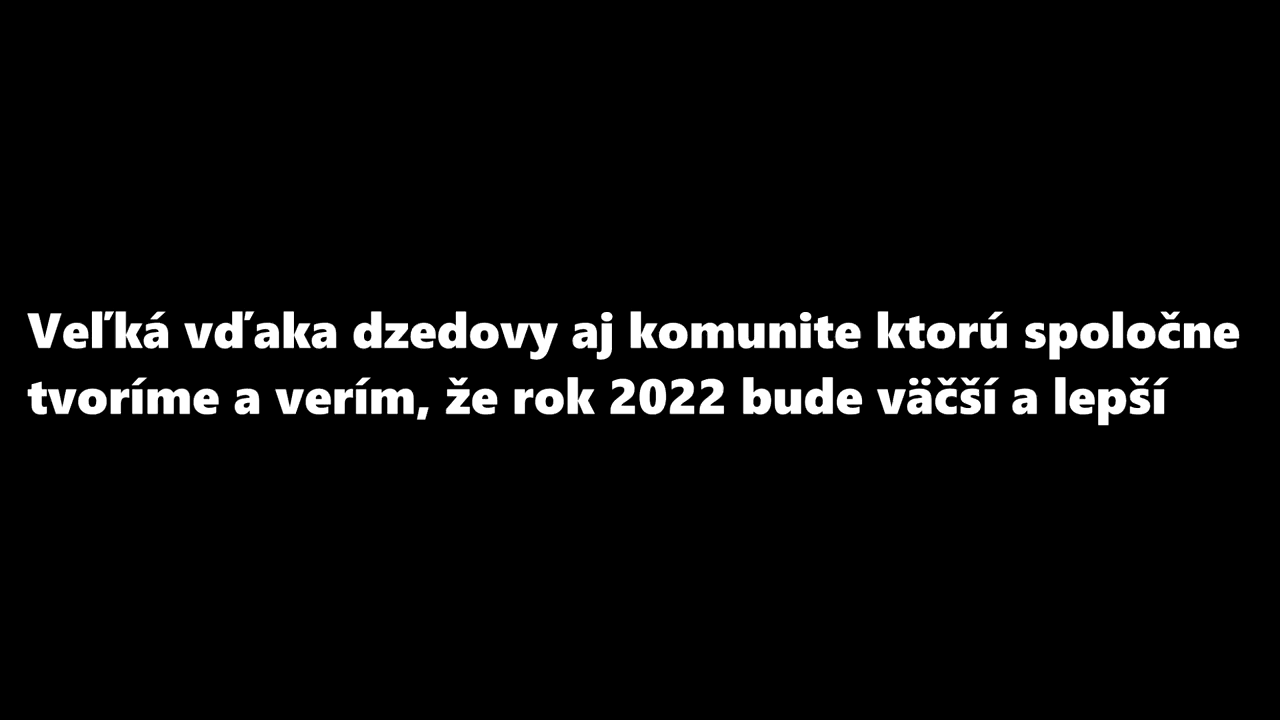 Veľká vďaka dzedovy aj komunite ktorú spoločne
tvoríme a verím, že rok 2022 bude väčší a lepší